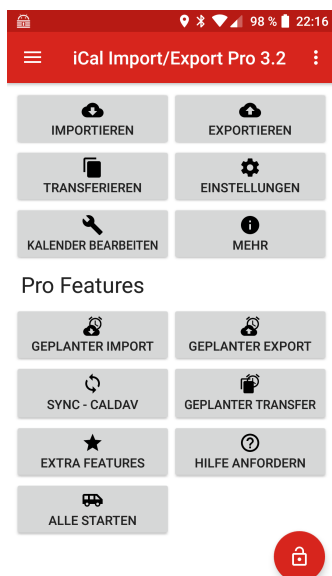 98 % 22:16
iCal Import/Export Pro 3.2
IMPORTIEREN EXPORTIEREN
TRANSFERIEREN EINSTELLUNGEN
KALENDER BEARBEITEN MEHR
Pro Features
GEPLANTER IMPORT GEPLANTER EXPORT
SYNC - CALDAV GEPLANTER TRANSFER
EXTRA FEATURES HILFE ANFORDERN
ALLE STARTEN